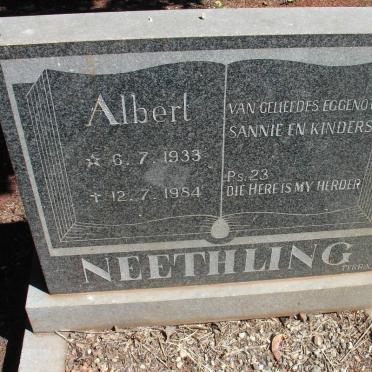 Albert
☆ 6.7.1933
† 12.7.1984
VAN GELIEFDES EGGENOT
SANNIE EN KINDERS
Ps. 23
DIE HERE IS MY HERDER
NEETHLING